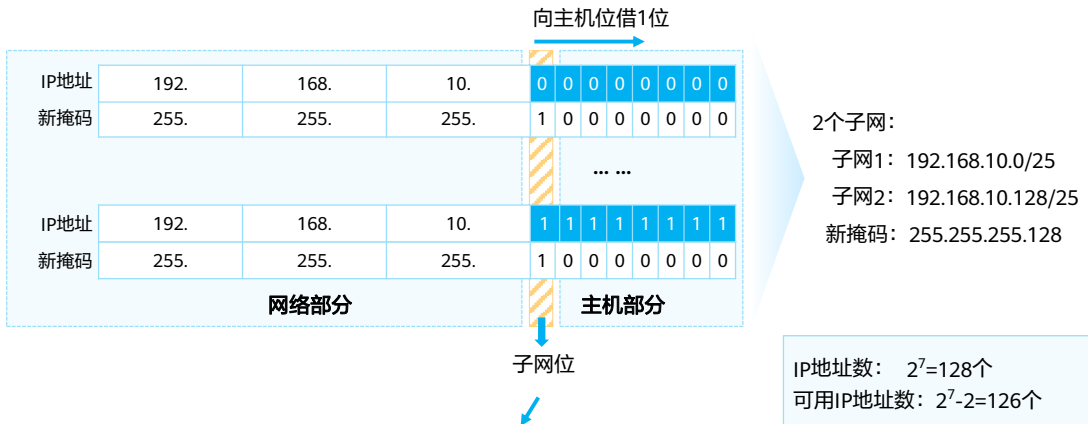 向主机位借1位
IP地址 192. 168. 10. 0 0 0 0 0 0 0 0
新掩码 255. 255. 255. 1 0 0 0 0 0 0 0
... ...
IP地址 192. 168. 10. 1 1 1 1 1 1 1 1
新掩码 255. 255. 255. 1 0 0 0 0 0 0 0
网络部分 主机部分
子网位
2个子网：
子网1：192.168.10.0/25
子网2：192.168.10.128/25
新掩码：255.255.255.128
IP地址数： 2⁷=128个
可用IP地址数：2⁷-2=126个